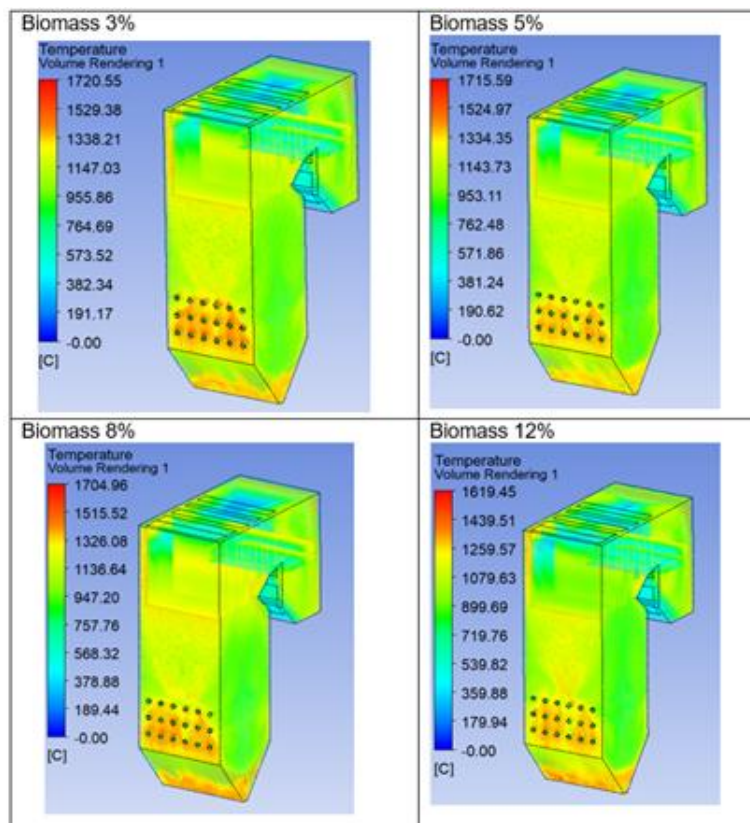 Biomass 3%
Temperature
Volume Rendering 1
1720.55
1529.38
1338.21
1147.03
955.86
764.69
573.52
382.34
191.17
-0.00
[C]
Biomass 5%
Temperature
Volume Rendering 1
1715.59
1524.97
1334.35
1143.73
953.11
762.48
571.86
381.24
190.62
-0.00
[C]
Biomass 8%
Temperature
Volume Rendering 1
1704.96
1515.52
1326.08
1136.64
947.20
757.76
568.32
378.88
189.44
-0.00
[C]
Biomass 12%
Temperature
Volume Rendering 1
1619.45
1439.51
1259.57
1079.63
899.69
719.76
539.82
359.88
179.94
-0.00
[C]